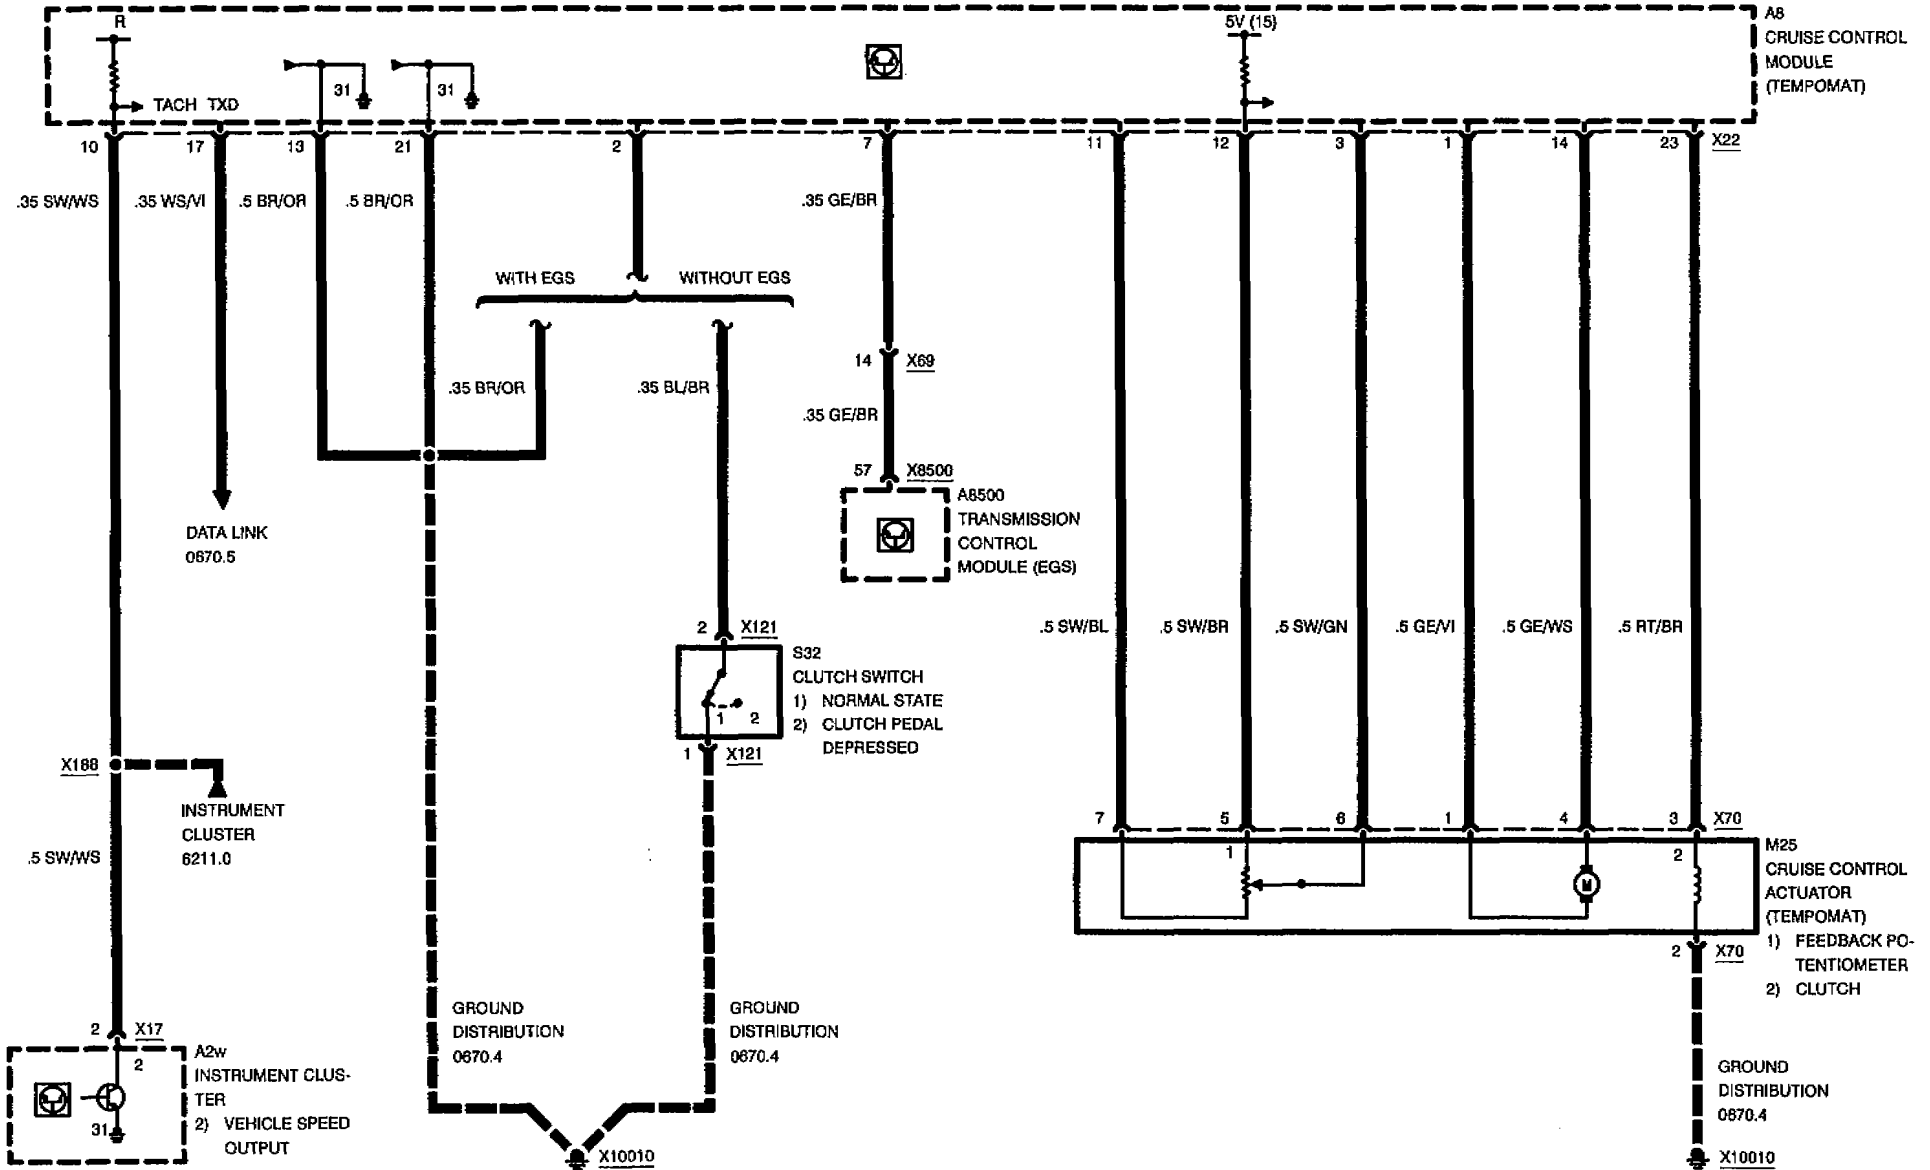 R
5V (15)
A8
CRUISE CONTROL
MODULE
(TEMPOMAT)
31
31
TACH TXD
10
17
13
21
2
7
11
12
3
1
14
23
X22
.35 SW/WS
.35 WS/VI
.5 BR/OR
.5 BR/OR
.35 GE/BR
WITH EGS
WITHOUT EGS
14
X69
.35 BR/OR
.35 BL/BR
.35 GE/BR
57
X8500
A8500
TRANSMISSION
CONTROL
MODULE (EGS)
DATA LINK
0670.5
2
X121
.5 SW/BL
.5 SW/BR
.5 SW/GN
.5 GE/VI
.5 GE/WS
.5 RT/BR
S32
CLUTCH SWITCH
1) NORMAL STATE
2) CLUTCH PEDAL
DEPRESSED
1
2
1
X121
X188
INSTRUMENT
CLUSTER
6211.0
.5 SW/WS
7
5
6
1
4
3
X70
1
M
2
M25
CRUISE CONTROL
ACTUATOR
(TEMPOMAT)
1) FEEDBACK PO-
TENTIOMETER
2) CLUTCH
2
X70
GROUND
DISTRIBUTION
0670.4
GROUND
DISTRIBUTION
0670.4
2
X17
2
A2w
INSTRUMENT CLUS-
TER
2) VEHICLE SPEED
OUTPUT
31
GROUND
DISTRIBUTION
0670.4
X10010
X10010